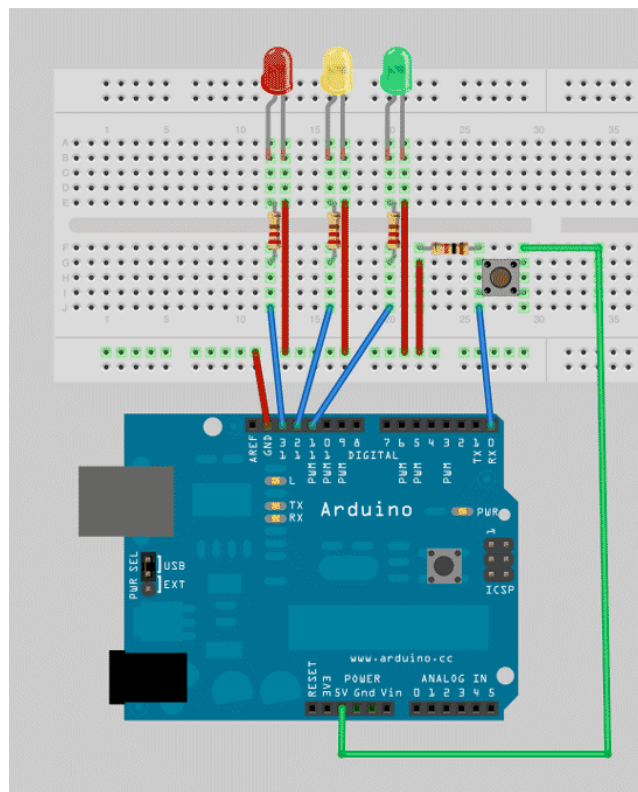 1 5 10 15 20 25 30 35
A
B
C
D
E
F
G
H
I
J
1 5 10 15 20 25 30 35
AREF
GND
13
12
PWM 11
PWM 10
PWM 9
8
7
PWM 6
PWM 5
4
PWM 3
2
TX 1
RX 0
DIGITAL
L
TX
RX
Arduino
PWR
1
ICSP
PWR SEL
USB
EXT
www.arduino.cc
POWER
RESET
3V3
5V Gnd Vin
ANALOG IN
0 1 2 3 4 5